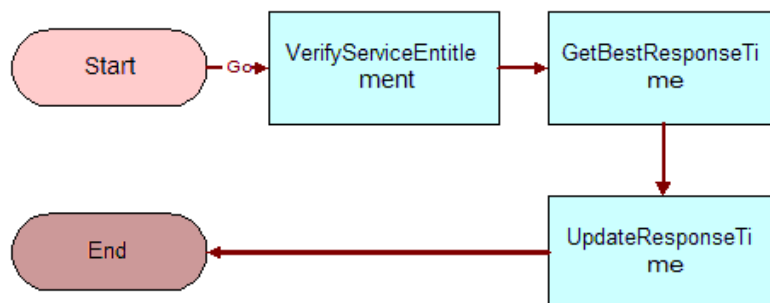 Start
Go
VerifyServiceEntitle
ment
GetBestResponseTi
me
UpdateResponseTi
me
End